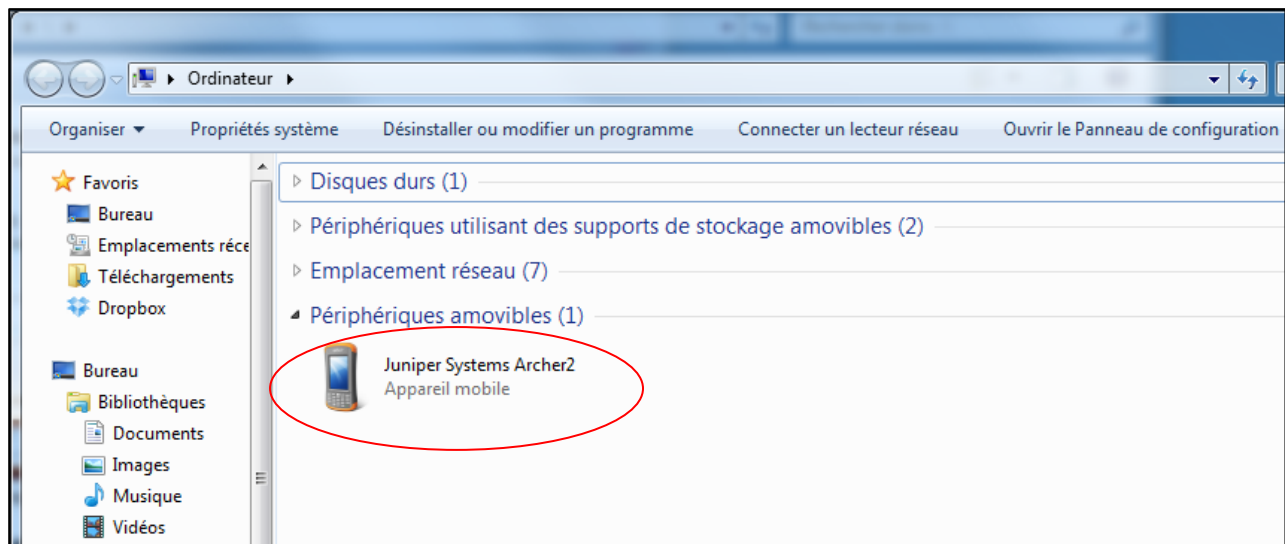 Ordinateur
Organiser
Propriétés système
Désinstaller ou modifier un programme
Connecter un lecteur réseau
Ouvrir le Panneau de configuration
Favoris
Bureau
Emplacements réce
Téléchargements
Dropbox
Bureau
Bibliothèques
Documents
Images
Musique
Vidéos
Disques durs (1)
Périphériques utilisant des supports de stockage amovibles (2)
Emplacement réseau (7)
Périphériques amovibles (1)
Juniper Systems Archer2
Appareil mobile